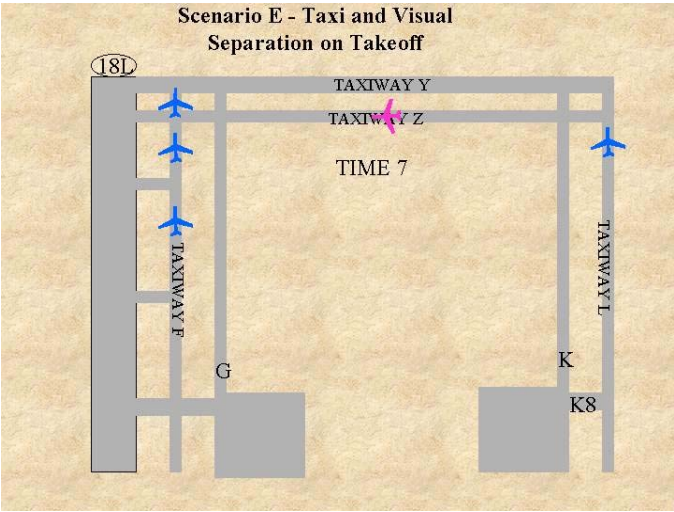 Scenario E - Taxi and Visual
Separation on Takeoff
18L
TAXIWAY Y
TAXIWAY Z
TIME 7
TAXIWAY F
TAXIWAY L
G
K
K8